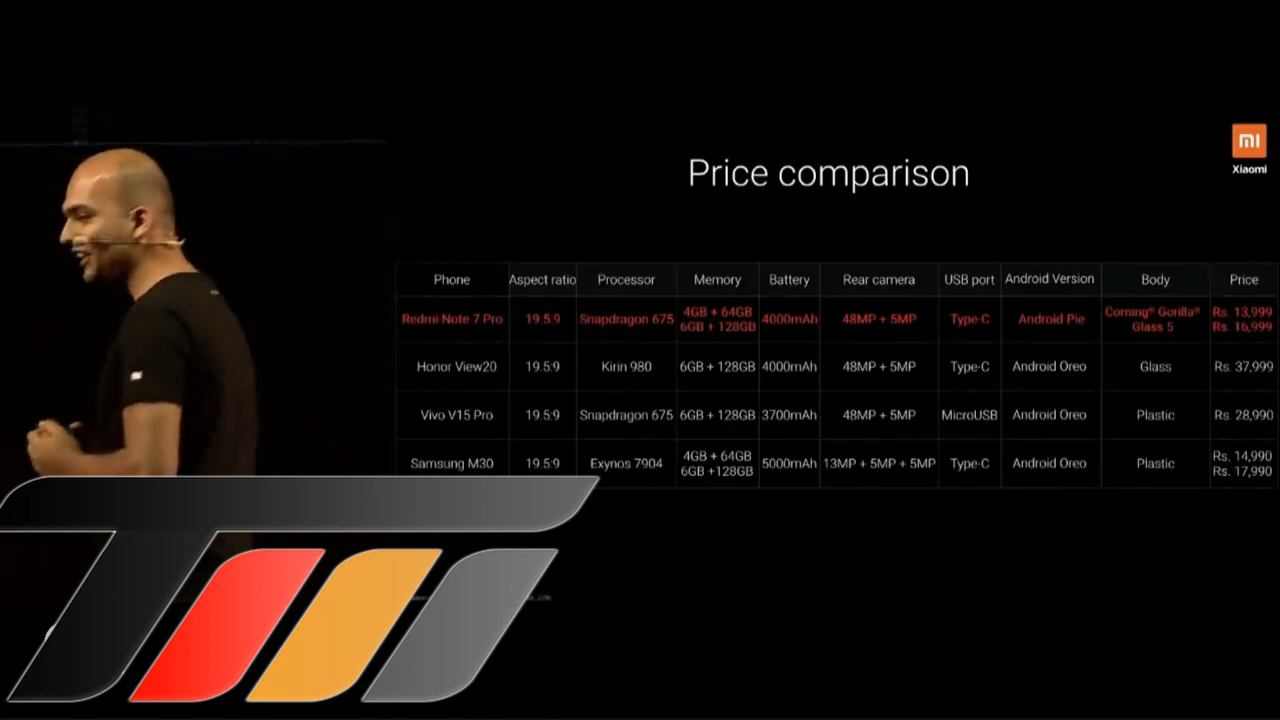 Price comparison
mi
Xiaomi
Phone Aspect ratio Processor Memory Battery Rear camera USB port Android Version Body Price
Redmi Note 7 Pro 19.5:9 Snapdragon 675 4GB + 64GB 6GB + 128GB 4000mAh 48MP + 5MP Type-C Android Pie Corning® Gorilla® Glass 5 Rs. 13,999 Rs. 16,999
Honor View20 19.5:9 Kirin 980 6GB + 128GB 4000mAh 48MP + 5MP Type-C Android Oreo Glass Rs. 37,999
Vivo V15 Pro 19.5:9 Snapdragon 675 6GB + 128GB 3700mAh 48MP + 5MP MicroUSB Android Oreo Plastic Rs. 28,990
Samsung M30 19.5:9 Exynos 7904 4GB + 64GB 6GB +128GB 5000mAh 13MP + 5MP + 5MP Type-C Android Oreo Plastic Rs. 14,990 Rs. 17,990